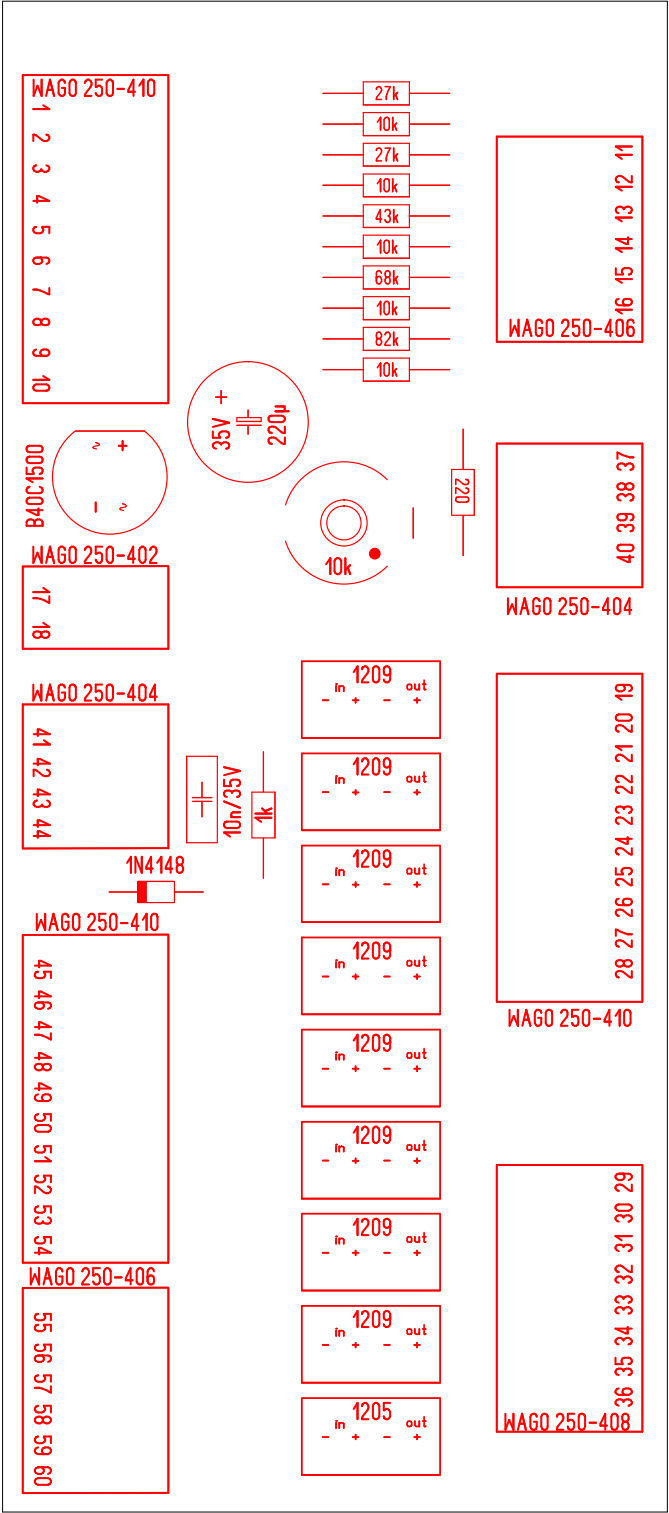 WAGO 250-410
1
2
3
4
5
6
7
8
9
10
27k
10k
27k
10k
43k
10k
68k
10k
82k
10k
11
12
13
14
15
16
WAGO 250-406
+
35V
220µ
B40C1500
~ +
− ~
10k
220
37
38
39
40
WAGO 250-404
WAGO 250-402
17
18
WAGO 250-404
41
42
43
44
10n/35V
1k
1N4148
WAGO 250-410
45
46
47
48
49
50
51
52
53
54
WAGO 250-406
55
56
57
58
59
60
in 1209 out
- + - +
in 1209 out
- + - +
in 1209 out
- + - +
in 1209 out
- + - +
in 1209 out
- + - +
in 1209 out
- + - +
in 1209 out
- + - +
in 1209 out
- + - +
in 1205 out
- + - +
19
20
21
22
23
24
25
26
27
28
WAGO 250-410
29
30
31
32
33
34
35
36
WAGO 250-408